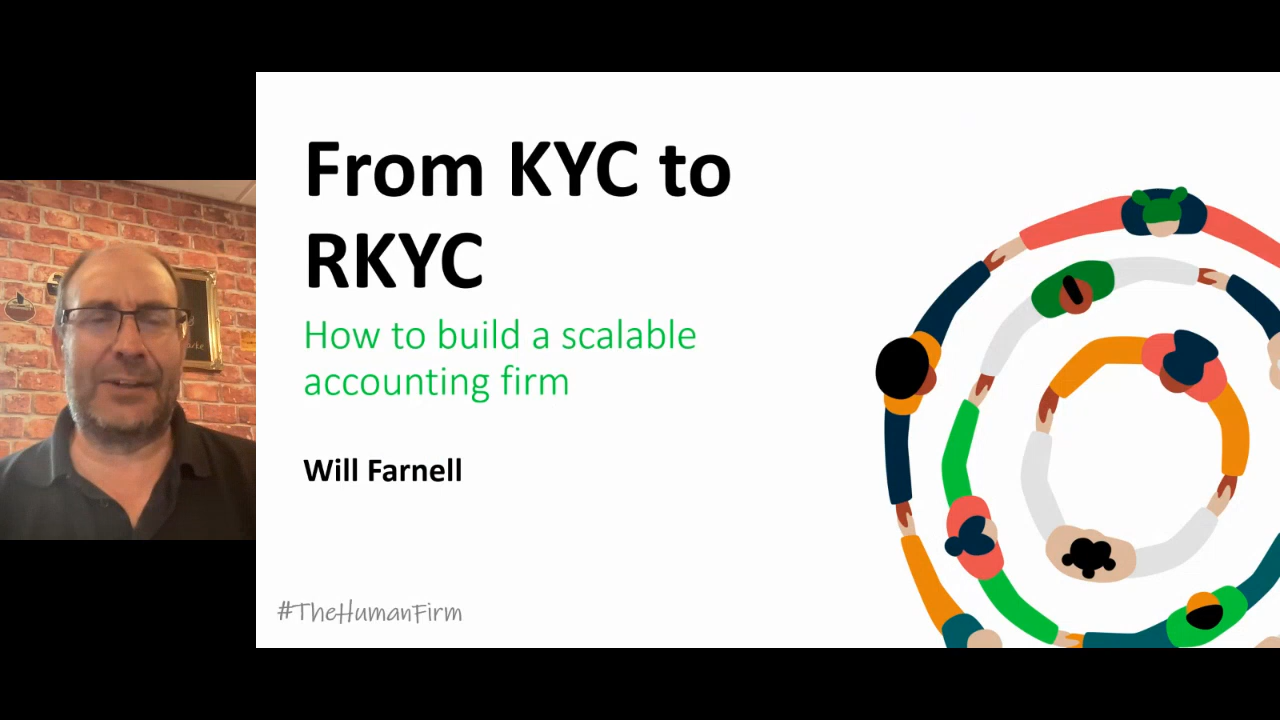 From KYC to
RKYC
How to build a scalable
accounting firm
Will Farnell
#TheHumanFirm